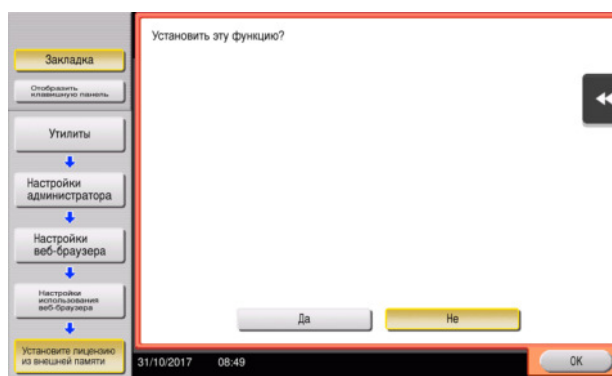 Установить эту функцию?
Закладка
Отобразить
клавишную панель
Утилиты
Настройки
администратора
Настройки
веб-браузера
Настройки
использования
веб-браузера
Установите лицензию
из внешней памяти
Да
Не
31/10/2017 08:49
OK